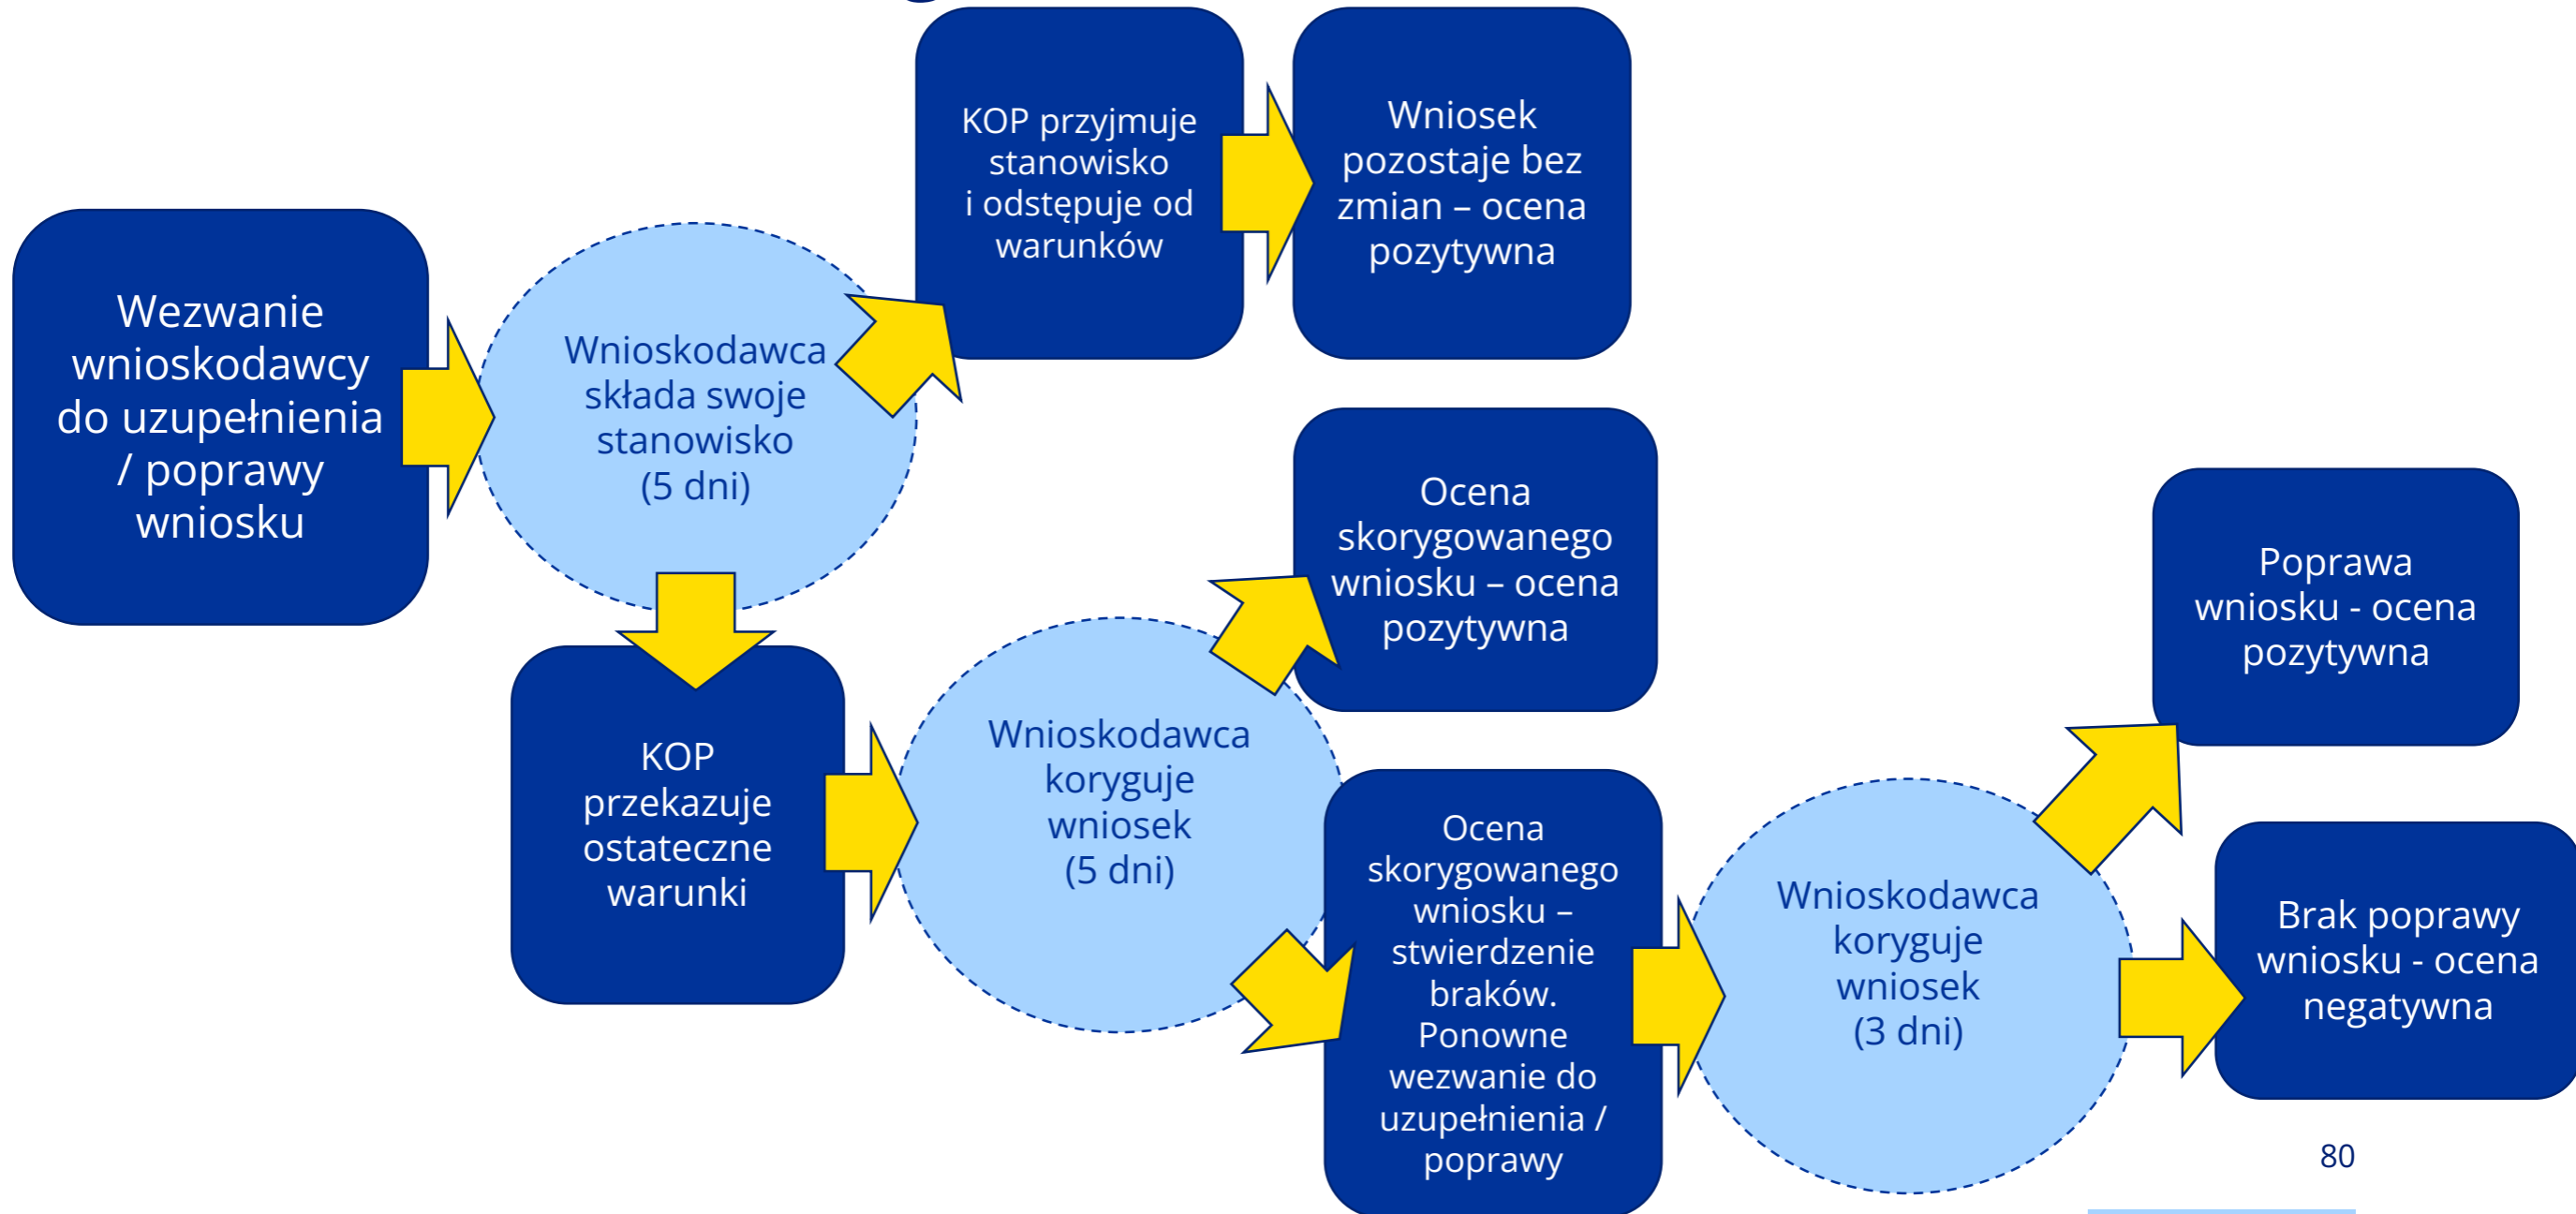 Wezwanie
wnioskodawcy
do uzupełnienia
/ poprawy
wniosku
Wnioskodawca
składa swoje
stanowisko
(5 dni)
KOP przyjmuje
stanowisko
i odstępuje od
warunków
Wniosek
pozostaje bez
zmian – ocena
pozytywna
KOP
przekazuje
ostateczne
warunki
Wnioskodawca
koryguje
wniosek
(5 dni)
Ocena
skorygowanego
wniosku – ocena
pozytywna
Ocena
skorygowanego
wniosku –
stwierdzenie
braków.
Ponowne
wezwanie do
uzupełnienia /
poprawy
Wnioskodawca
koryguje
wniosek
(3 dni)
Poprawa
wniosku - ocena
pozytywna
Brak poprawy
wniosku - ocena
negatywna
80